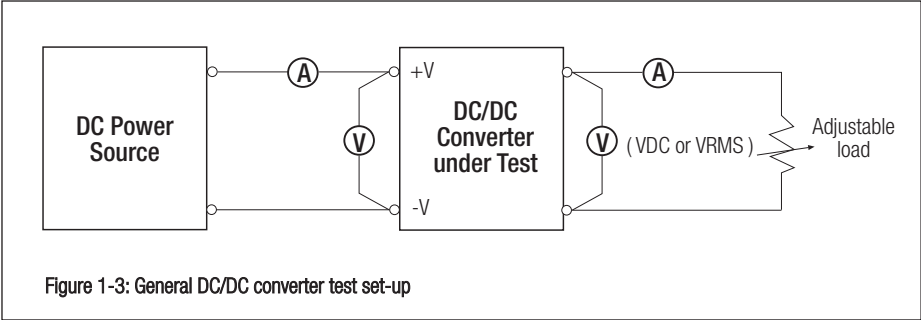 DC Power
Source
A
V
+V
-V
DC/DC
Converter
under Test
A
V
( VDC or VRMS )
Adjustable
load
Figure 1-3: General DC/DC converter test set-up